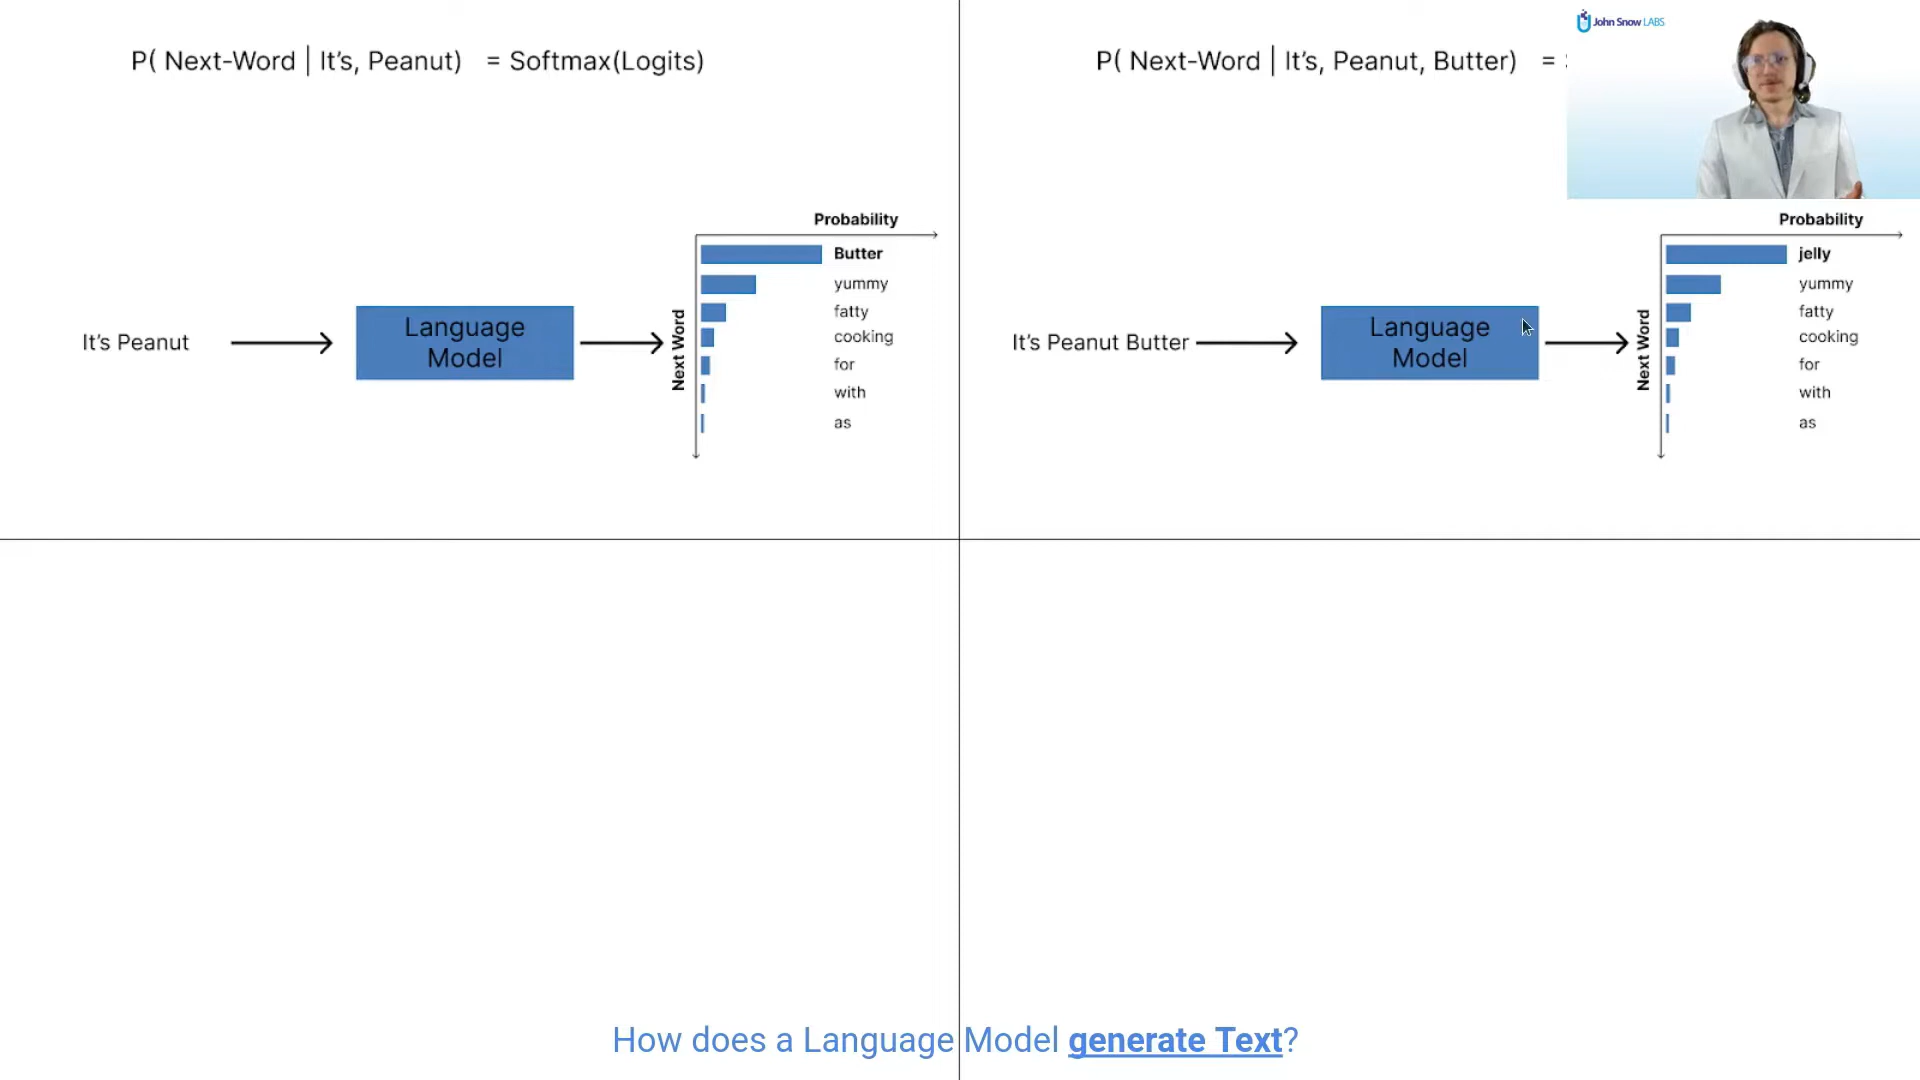 P( Next-Word | It's, Peanut) = Softmax(Logits)
Probability
Butter
yummy
fatty
cooking
for
with
as
Next Word
It's Peanut
Language
Model
P( Next-Word | It's, Peanut, Butter) =
John Snow LABS
Probability
jelly
yummy
fatty
cooking
for
with
as
Next Word
It's Peanut Butter
Language
Model
How does a Language Model generate Text?